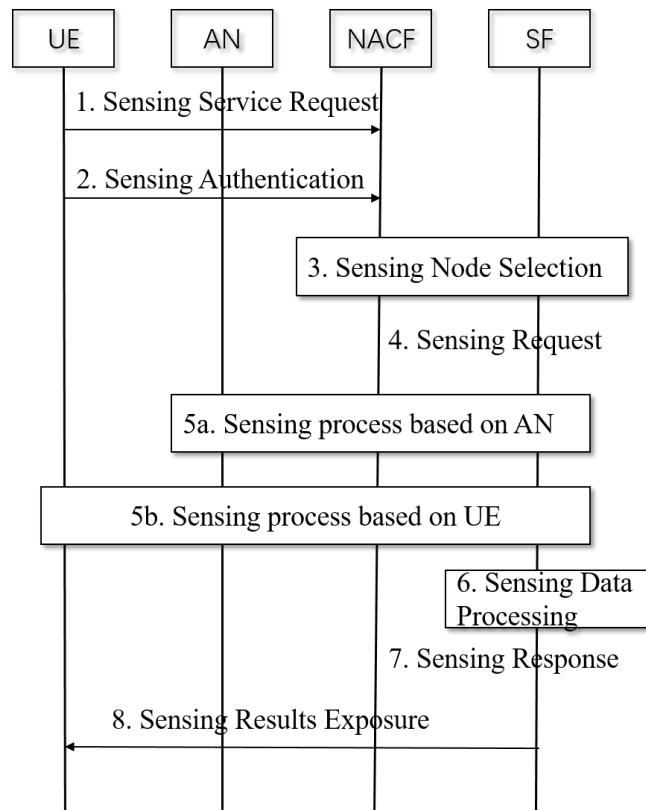 UE AN NACF SF
1. Sensing Service Request
2. Sensing Authentication
3. Sensing Node Selection
4. Sensing Request
5a. Sensing process based on AN
5b. Sensing process based on UE
6. Sensing Data
Processing
7. Sensing Response
8. Sensing Results Exposure